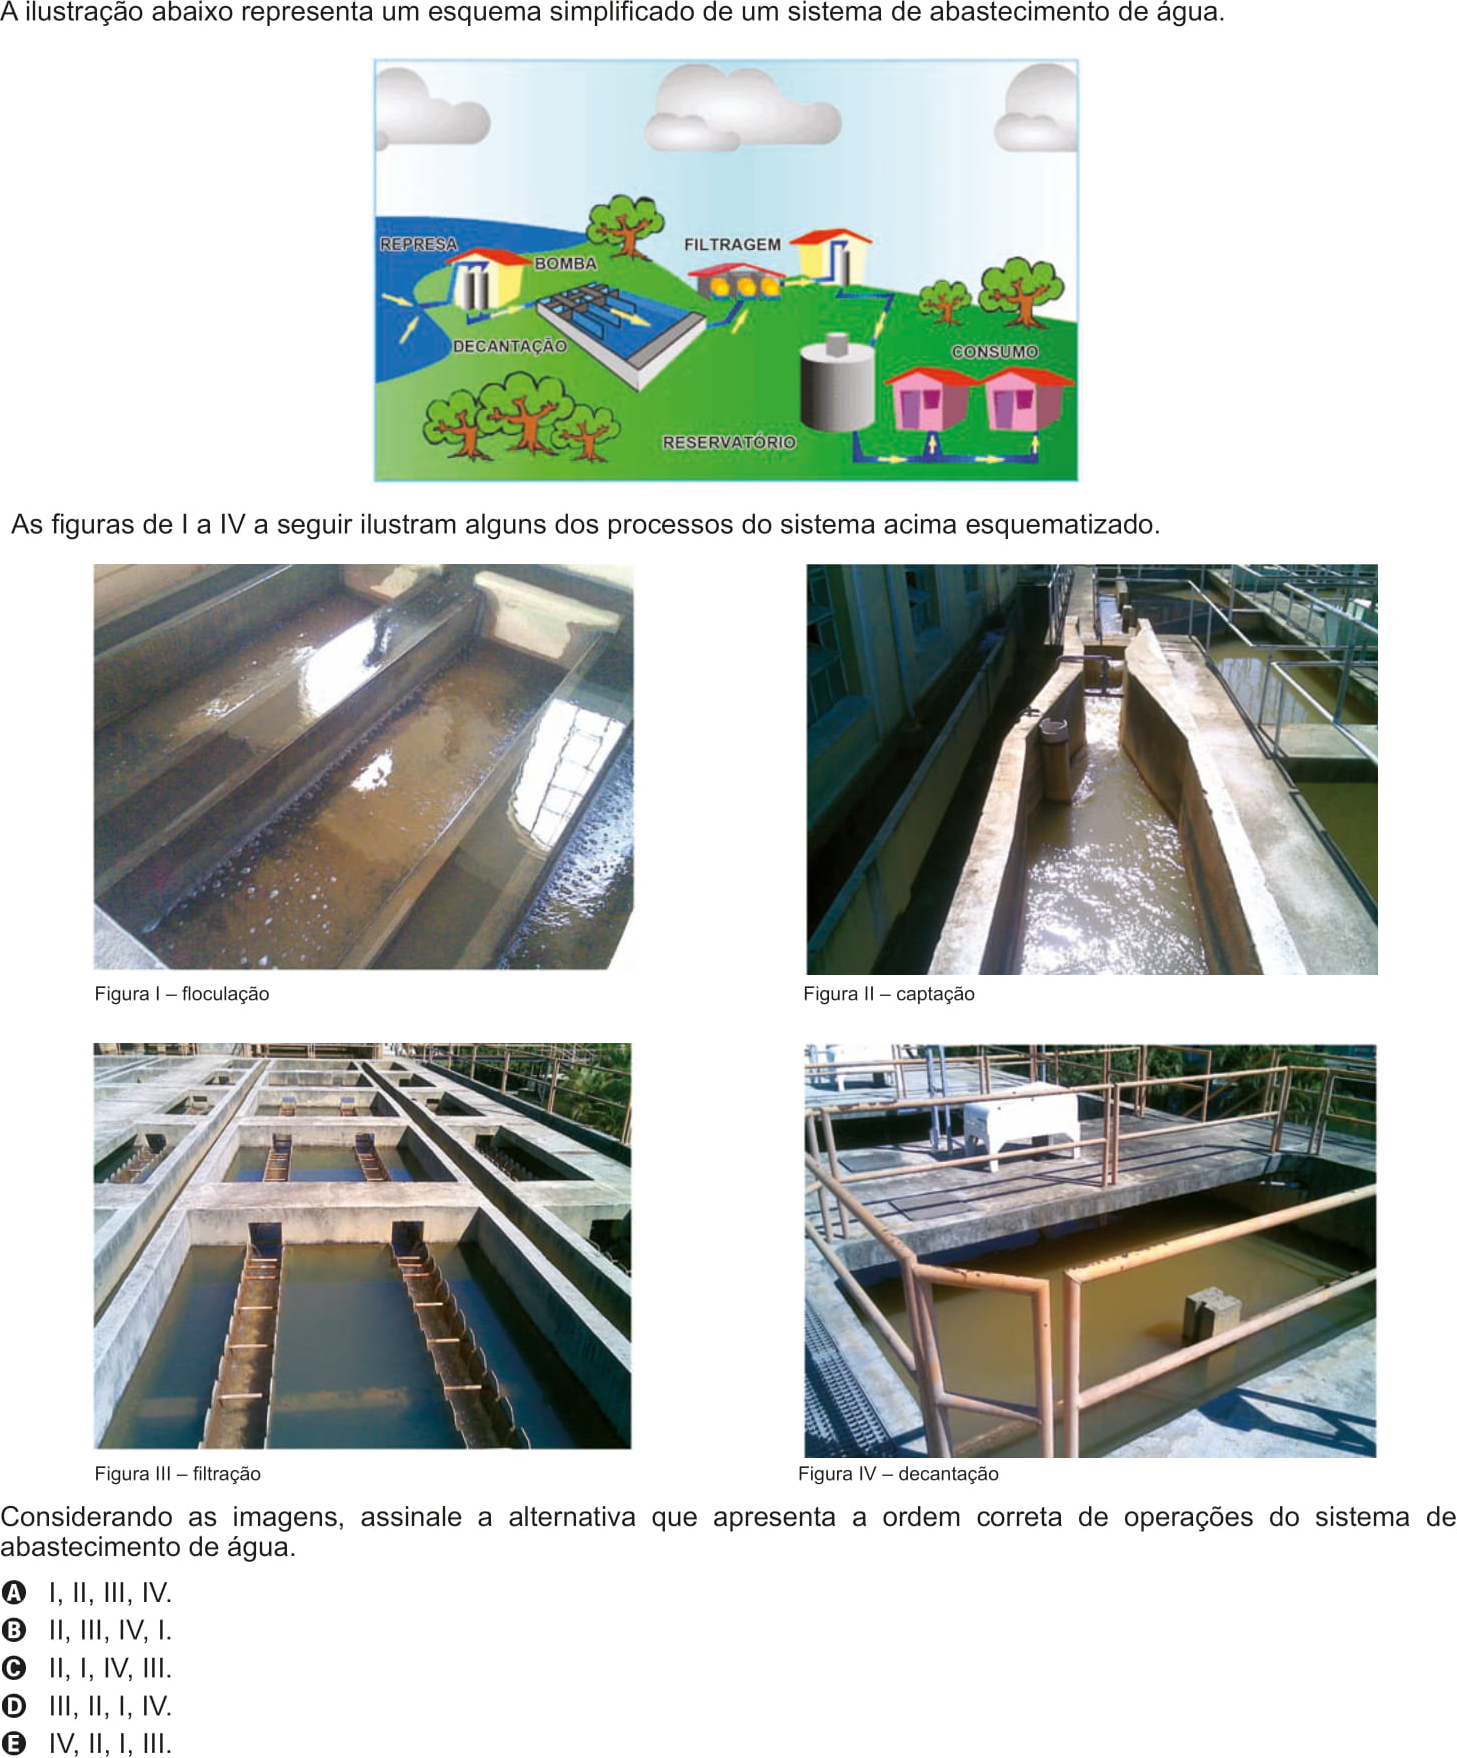 A ilustração abaixo representa um esquema simplificado de um sistema de abastecimento de água.
REPRESA
BOMBA
FILTRAGEM
DECANTAÇÃO
CONSUMO
RESERVATÓRIO
As figuras de I a IV a seguir ilustram alguns dos processos do sistema acima esquematizado.
Figura I – floculação
Figura II – captação
Figura III – filtração
Figura IV – decantação
Considerando as imagens, assinale a alternativa que apresenta a ordem correta de operações do sistema de
abastecimento de água.
A I, II, III, IV.
B II, III, IV, I.
C II, I, IV, III.
D III, II, I, IV.
E IV, II, I, III.